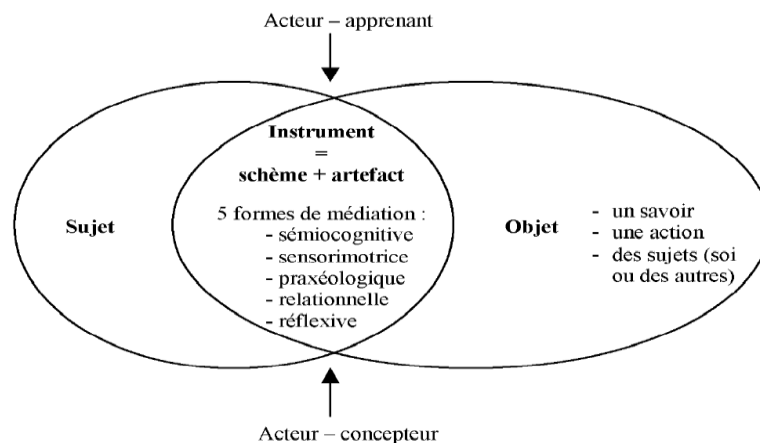 Acteur – apprenant
Instrument
=
schème + artefact
5 formes de médiation :
- sémiocognitive
- sensorimotrice
- praxéologique
- relationnelle
- réflexive
Sujet
Objet
- un savoir
- une action
- des sujets (soi
ou des autres)
Acteur – concepteur